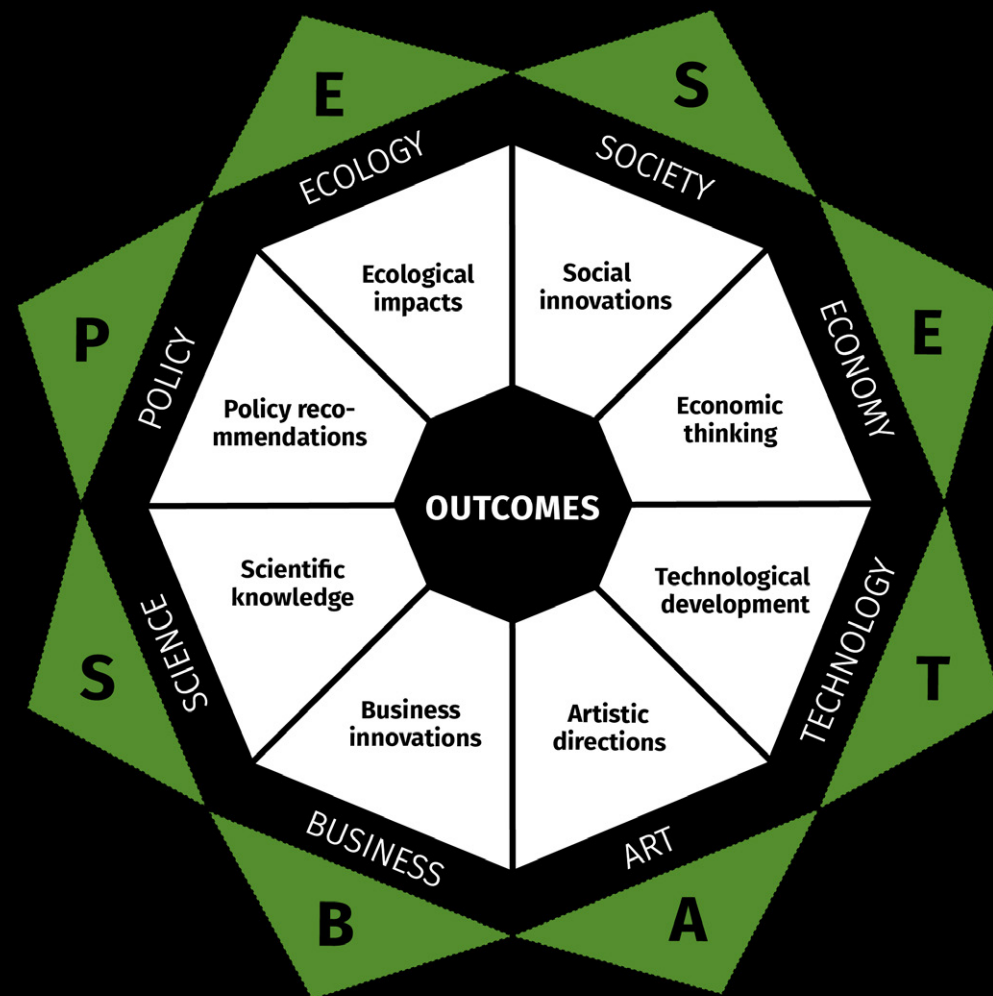 E
S
ECOLOGY
SOCIETY
Ecological
impacts
Social
innovations
P
E
POLICY
ECONOMY
Policy reco-
mmendations
Economic
thinking
OUTCOMES
Scientific
knowledge
Technological
development
S
T
SCIENCE
TECHNOLOGY
Business
innovations
Artistic
directions
BUSINESS
ART
B
A